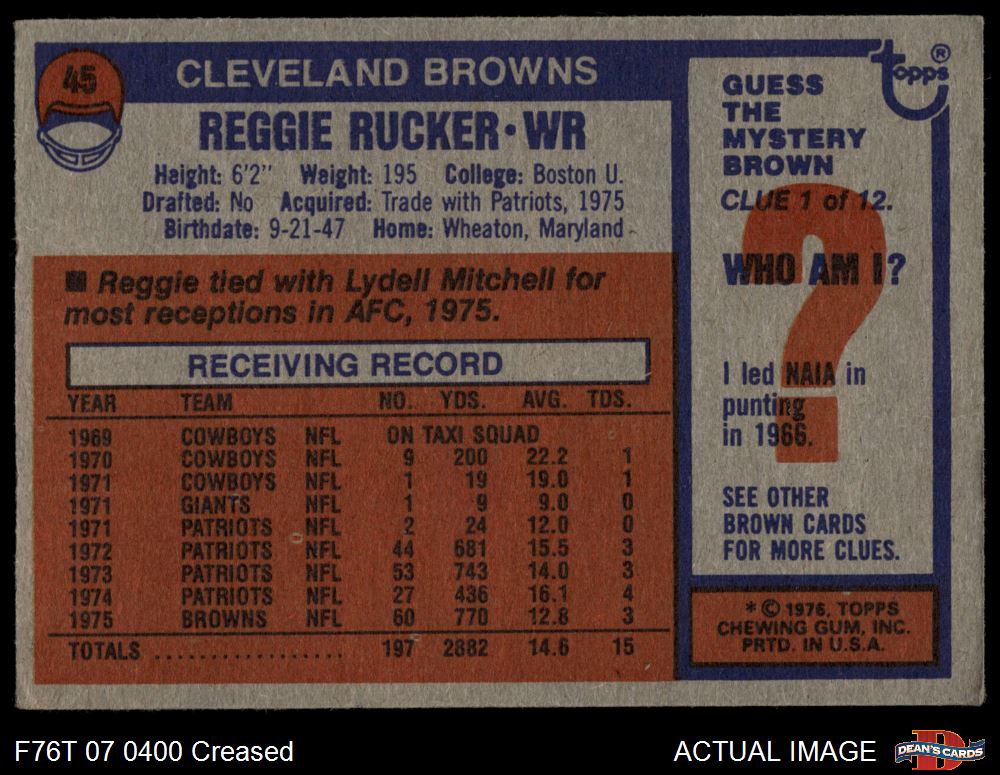 45
CLEVELAND BROWNS
REGGIE RUCKER • WR
Height: 6'2" Weight: 195 College: Boston U.
Drafted: No Acquired: Trade with Patriots, 1975
Birthdate: 9-21-47 Home: Wheaton, Maryland
■ Reggie tied with Lydell Mitchell for
most receptions in AFC, 1975.
RECEIVING RECORD
YEAR TEAM NO. YDS. AVG. TDS.
1969 COWBOYS NFL ON TAXI SQUAD
1970 COWBOYS NFL 9 200 22.2 1
1971 COWBOYS NFL 1 19 19.0 1
1971 GIANTS NFL 1 9 9.0 0
1971 PATRIOTS NFL 2 24 12.0 0
1972 PATRIOTS NFL 44 681 15.5 3
1973 PATRIOTS NFL 53 743 14.0 3
1974 PATRIOTS NFL 27 436 16.1 4
1975 BROWNS NFL 60 770 12.8 3
TOTALS .................. 197 2882 14.6 15
topps ®
GUESS
THE
MYSTERY
BROWN
CLUE 1 of 12.
?
WHO AM I?
I led NAIA in
punting
in 1966.
SEE OTHER
BROWN CARDS
FOR MORE CLUES.
* © 1976, TOPPS
CHEWING GUM, INC.
PRTD. IN U.S.A.
F76T 07 0400 Creased
ACTUAL IMAGE
D
DEAN'S CARDS